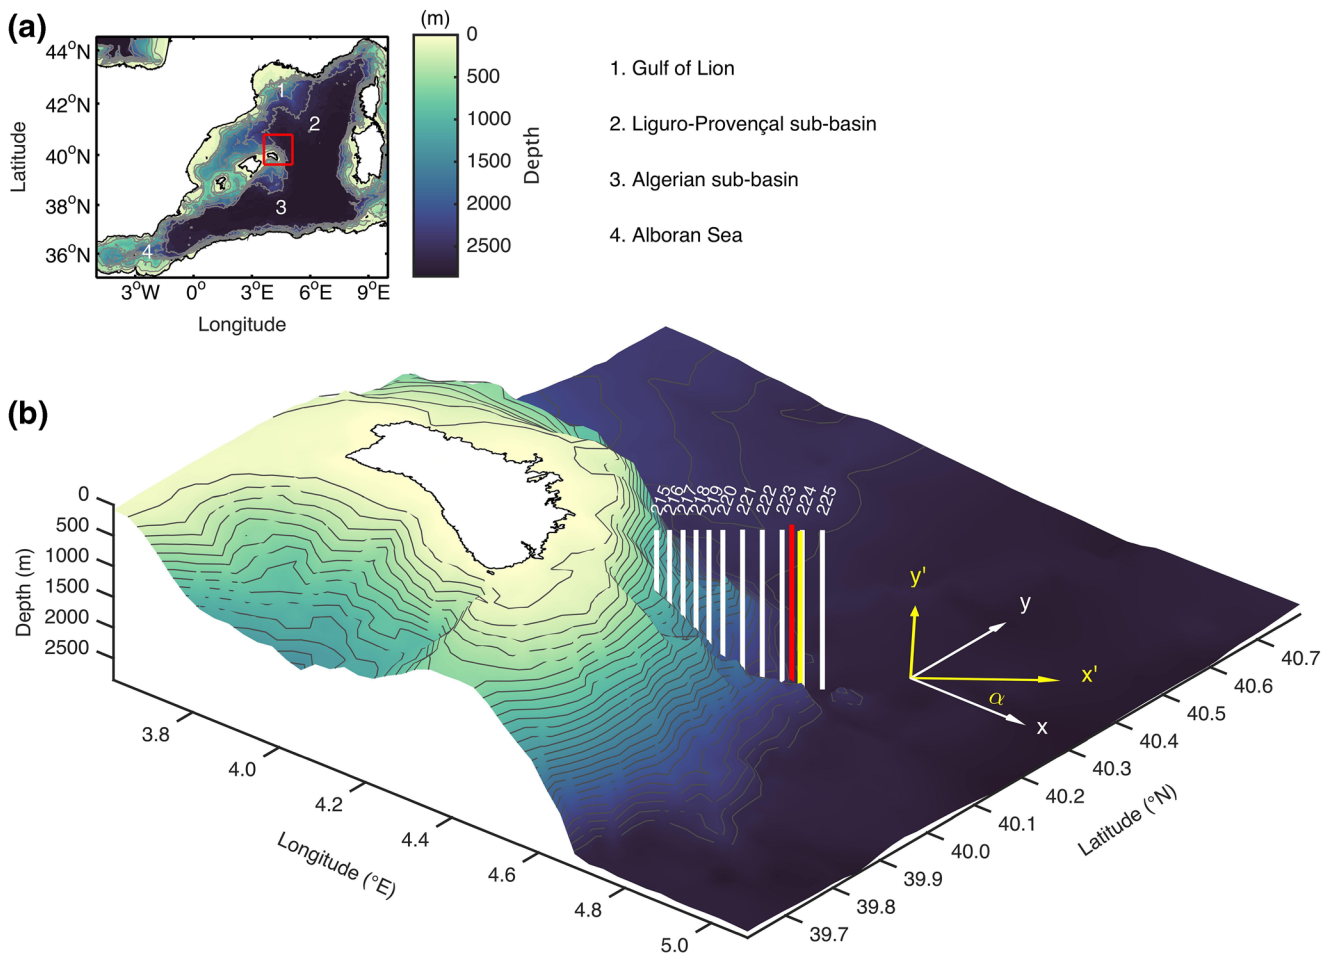 (a)
(m)
44°N
42°N
40°N
38°N
36°N
Latitude
3°W 0° 3°E 6°E 9°E
Longitude
1
2
3
4
0
500
1000
1500
2000
2500
Depth
1. Gulf of Lion
2. Liguro-Provençal sub-basin
3. Algerian sub-basin
4. Alboran Sea
(b)
215 216 217 218 219 220 221 222 223 224 225
0
500
1000
1500
2000
2500
Depth (m)
y'
y
x'
α
x
3.8
4.0
4.2
4.4
4.6
4.8
5.0
Longitude (°E)
40.7
40.6
40.5
40.4
40.3
40.2
40.1
40.0
39.9
39.8
39.7
Latitude (°N)